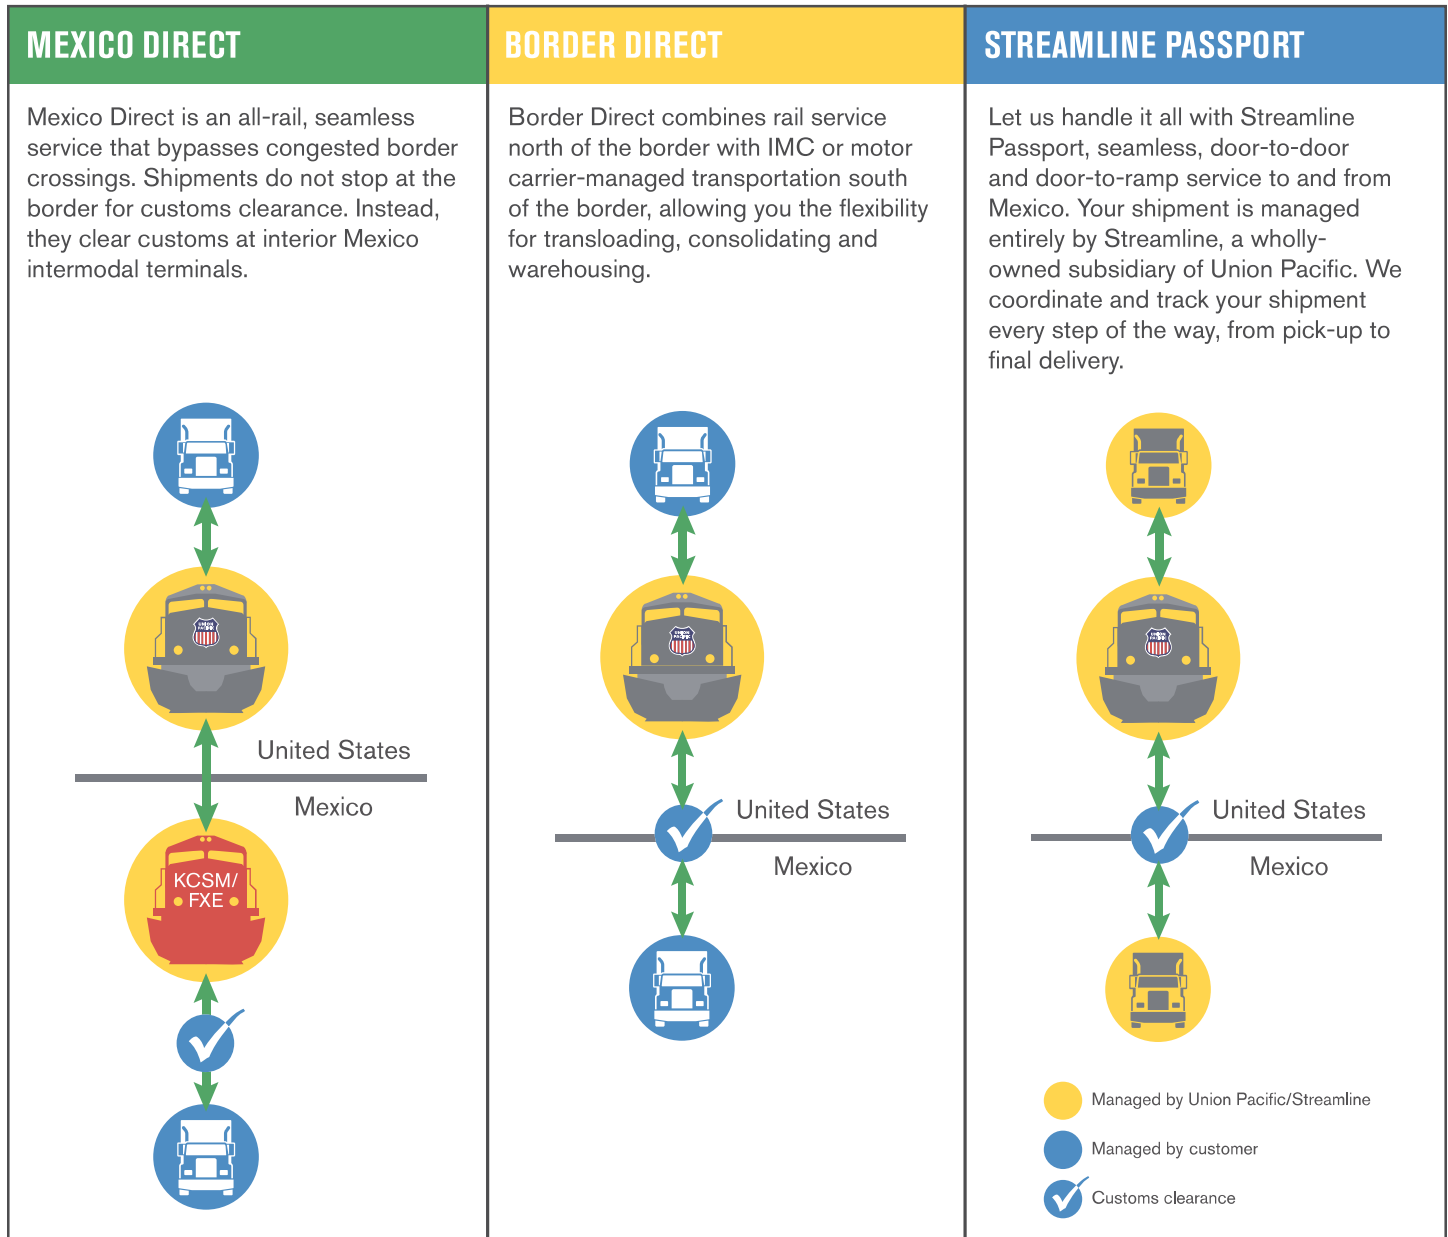 MEXICO DIRECT
Mexico Direct is an all-rail, seamless
service that bypasses congested border
crossings. Shipments do not stop at the
border for customs clearance. Instead,
they clear customs at interior Mexico
intermodal terminals.
UNION
PACIFIC
United States
Mexico
KCSM/
FXE
BORDER DIRECT
Border Direct combines rail service
north of the border with IMC or motor
carrier-managed transportation south
of the border, allowing you the flexibility
for transloading, consolidating and
warehousing.
UNION
PACIFIC
United States
Mexico
STREAMLINE PASSPORT
Let us handle it all with Streamline
Passport, seamless, door-to-door
and door-to-ramp service to and from
Mexico. Your shipment is managed
entirely by Streamline, a wholly-
owned subsidiary of Union Pacific. We
coordinate and track your shipment
every step of the way, from pick-up to
final delivery.
UNION
PACIFIC
United States
Mexico
Managed by Union Pacific/Streamline
Managed by customer
Customs clearance